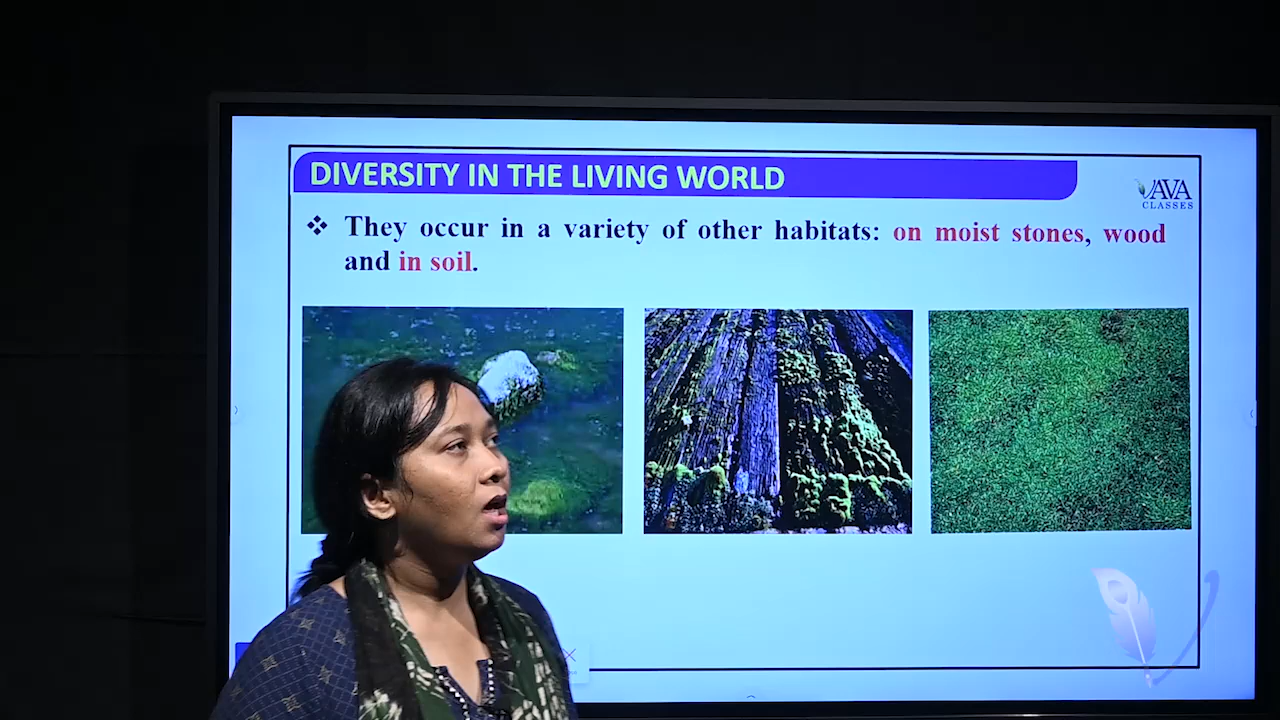 DIVERSITY IN THE LIVING WORLD
AVA
CLASSES
❖ They occur in a variety of other habitats: on moist stones, wood
and in soil.